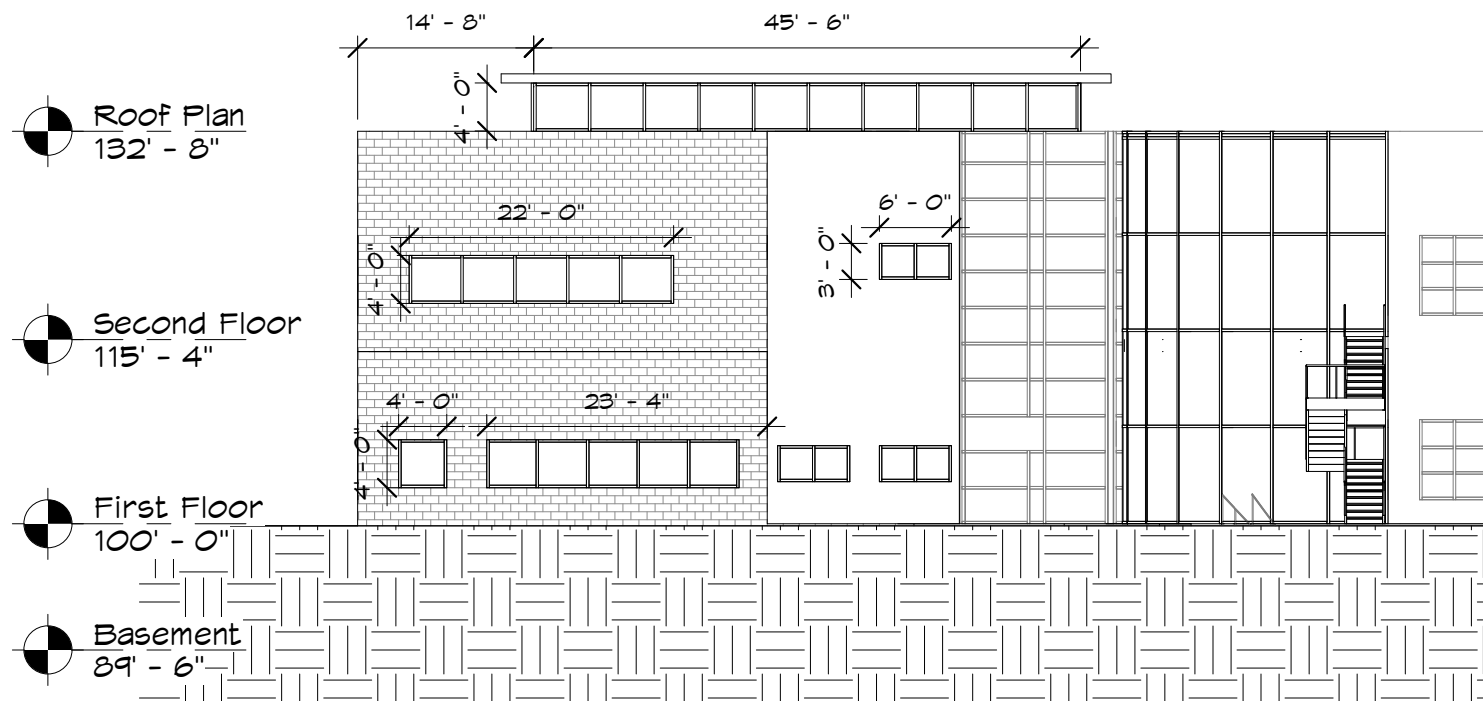 14' - 8"
45' - 6"
4' - 0"
Roof Plan
132' - 8"
22' - 0"
6' - 0"
4' - 0"
3' - 0"
Second Floor
115' - 4"
4' - 0"
23' - 4"
4' - 0"
First Floor
100' - 0"
Basement
89' - 6"